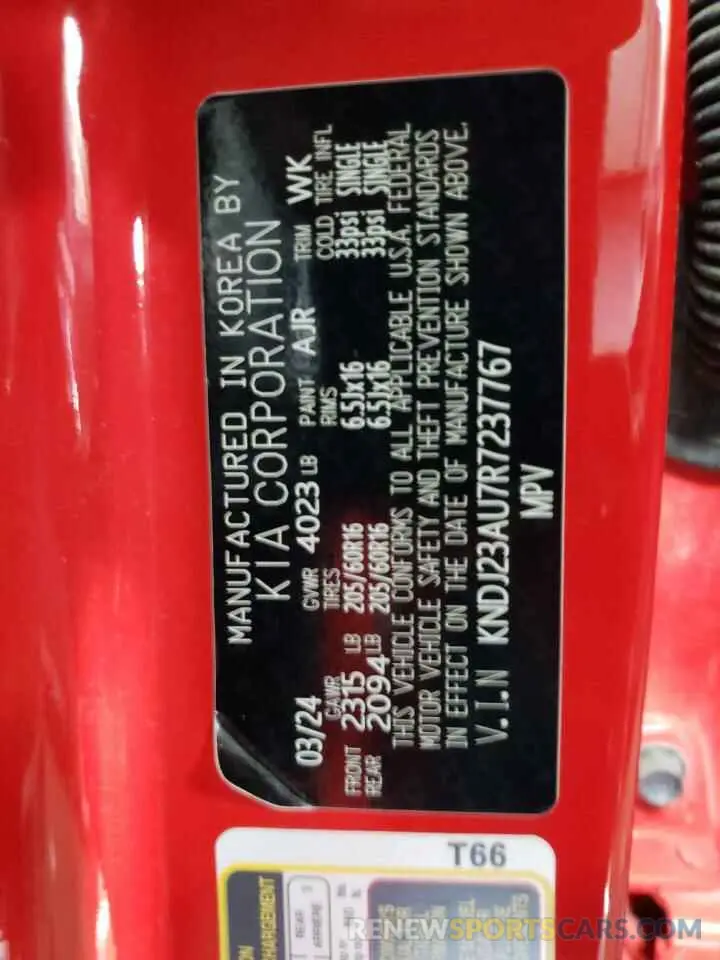 MANUFACTURED IN KOREA BY
KIA CORPORATION
03/24 GVWR 4023 LB PAINT AJR TRIM WK
GAWR TIRES RIMS COLD TIRE INFL
FRONT 2315 LB 205/60R16 6.5Jx16 33psi SINGLE
REAR 2094 LB 205/60R16 6.5Jx16 33psi SINGLE
THIS VEHICLE CONFORMS TO ALL APPLICABLE U.S.A. FEDERAL
MOTOR VEHICLE SAFETY AND THEFT PREVENTION STANDARDS
IN EFFECT ON THE DATE OF MANUFACTURE SHOWN ABOVE.
V.I.N KNDJ23AU7R7237767
MPV
T66
REAR
ARRIERE
RENEWSPORTSCARS.COM